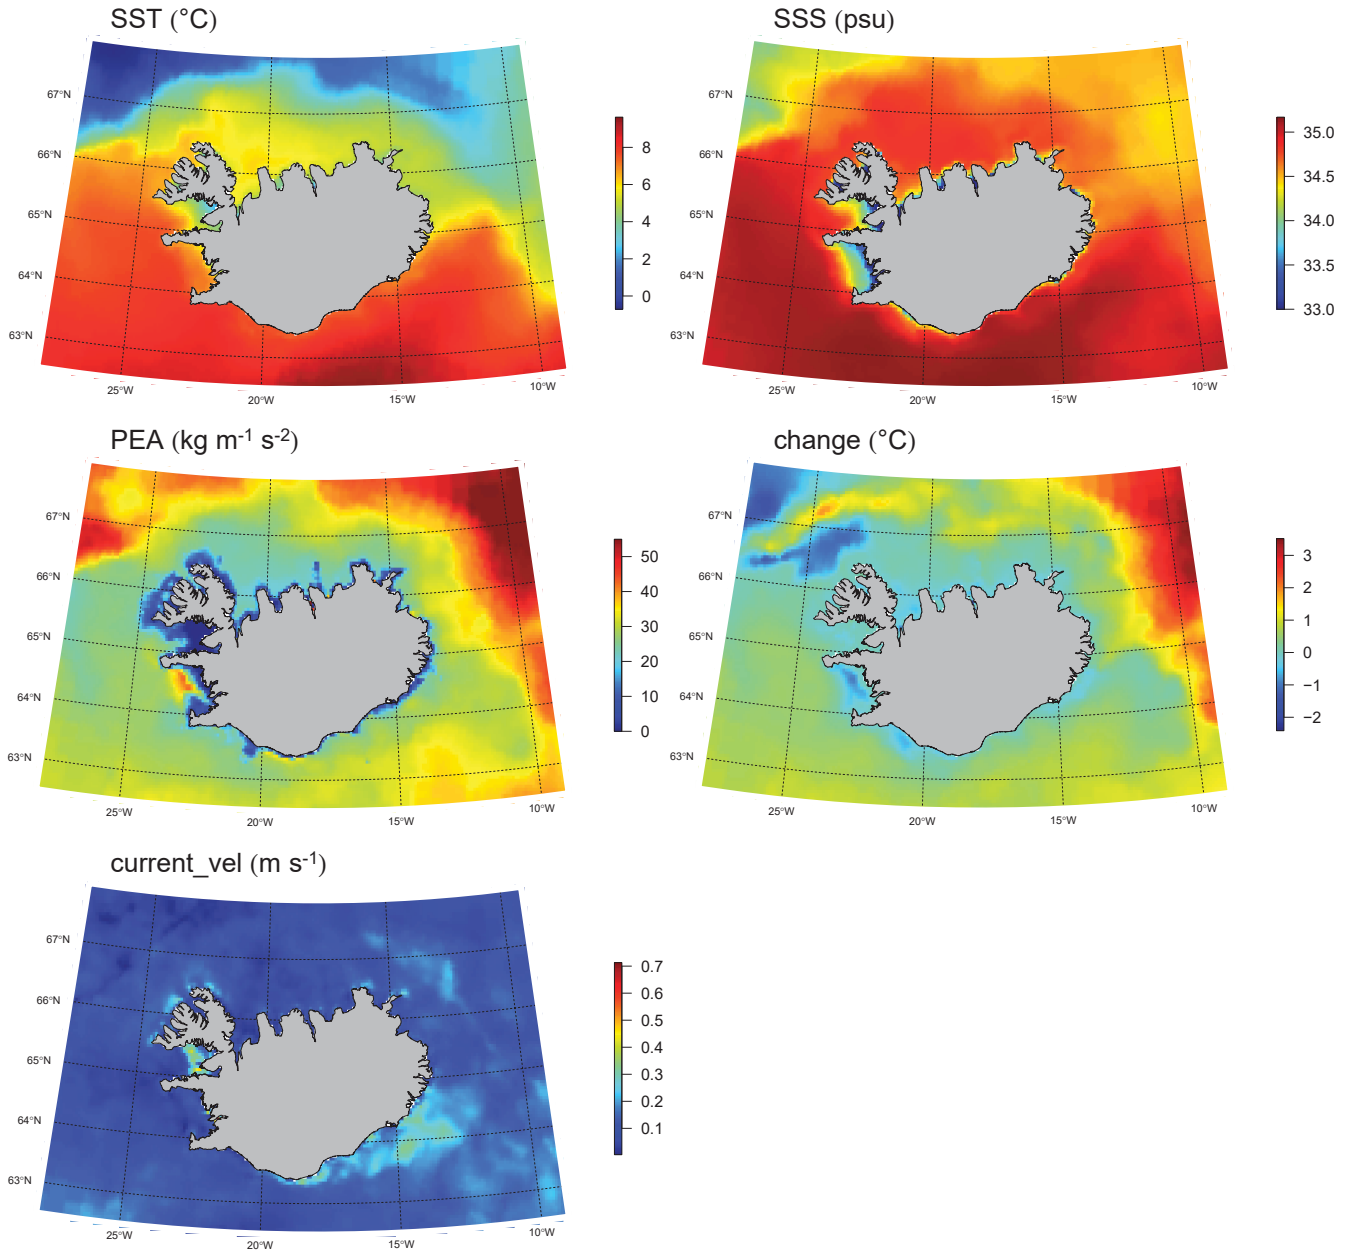 SST (°C)
67°N
66°N
65°N
64°N
63°N
25°W
20°W
15°W
10°W
8
6
4
2
0
SSS (psu)
67°N
66°N
65°N
64°N
63°N
25°W
20°W
15°W
10°W
35.0
34.5
34.0
33.5
33.0
PEA (kg m-1 s-2)
67°N
66°N
65°N
64°N
63°N
25°W
20°W
15°W
10°W
50
40
30
20
10
0
change (°C)
67°N
66°N
65°N
64°N
63°N
25°W
20°W
15°W
10°W
3
2
1
0
−1
−2
current_vel (m s-1)
67°N
66°N
65°N
64°N
63°N
25°W
20°W
15°W
10°W
0.7
0.6
0.5
0.4
0.3
0.2
0.1